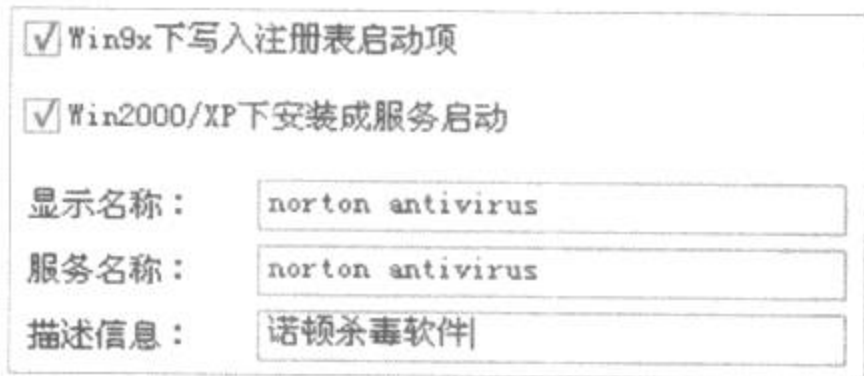 Win9x下写入注册表启动项
Win2000/XP下安装成服务启动
显示名称： norton antivirus
服务名称： norton antivirus
描述信息： 诺顿杀毒软件